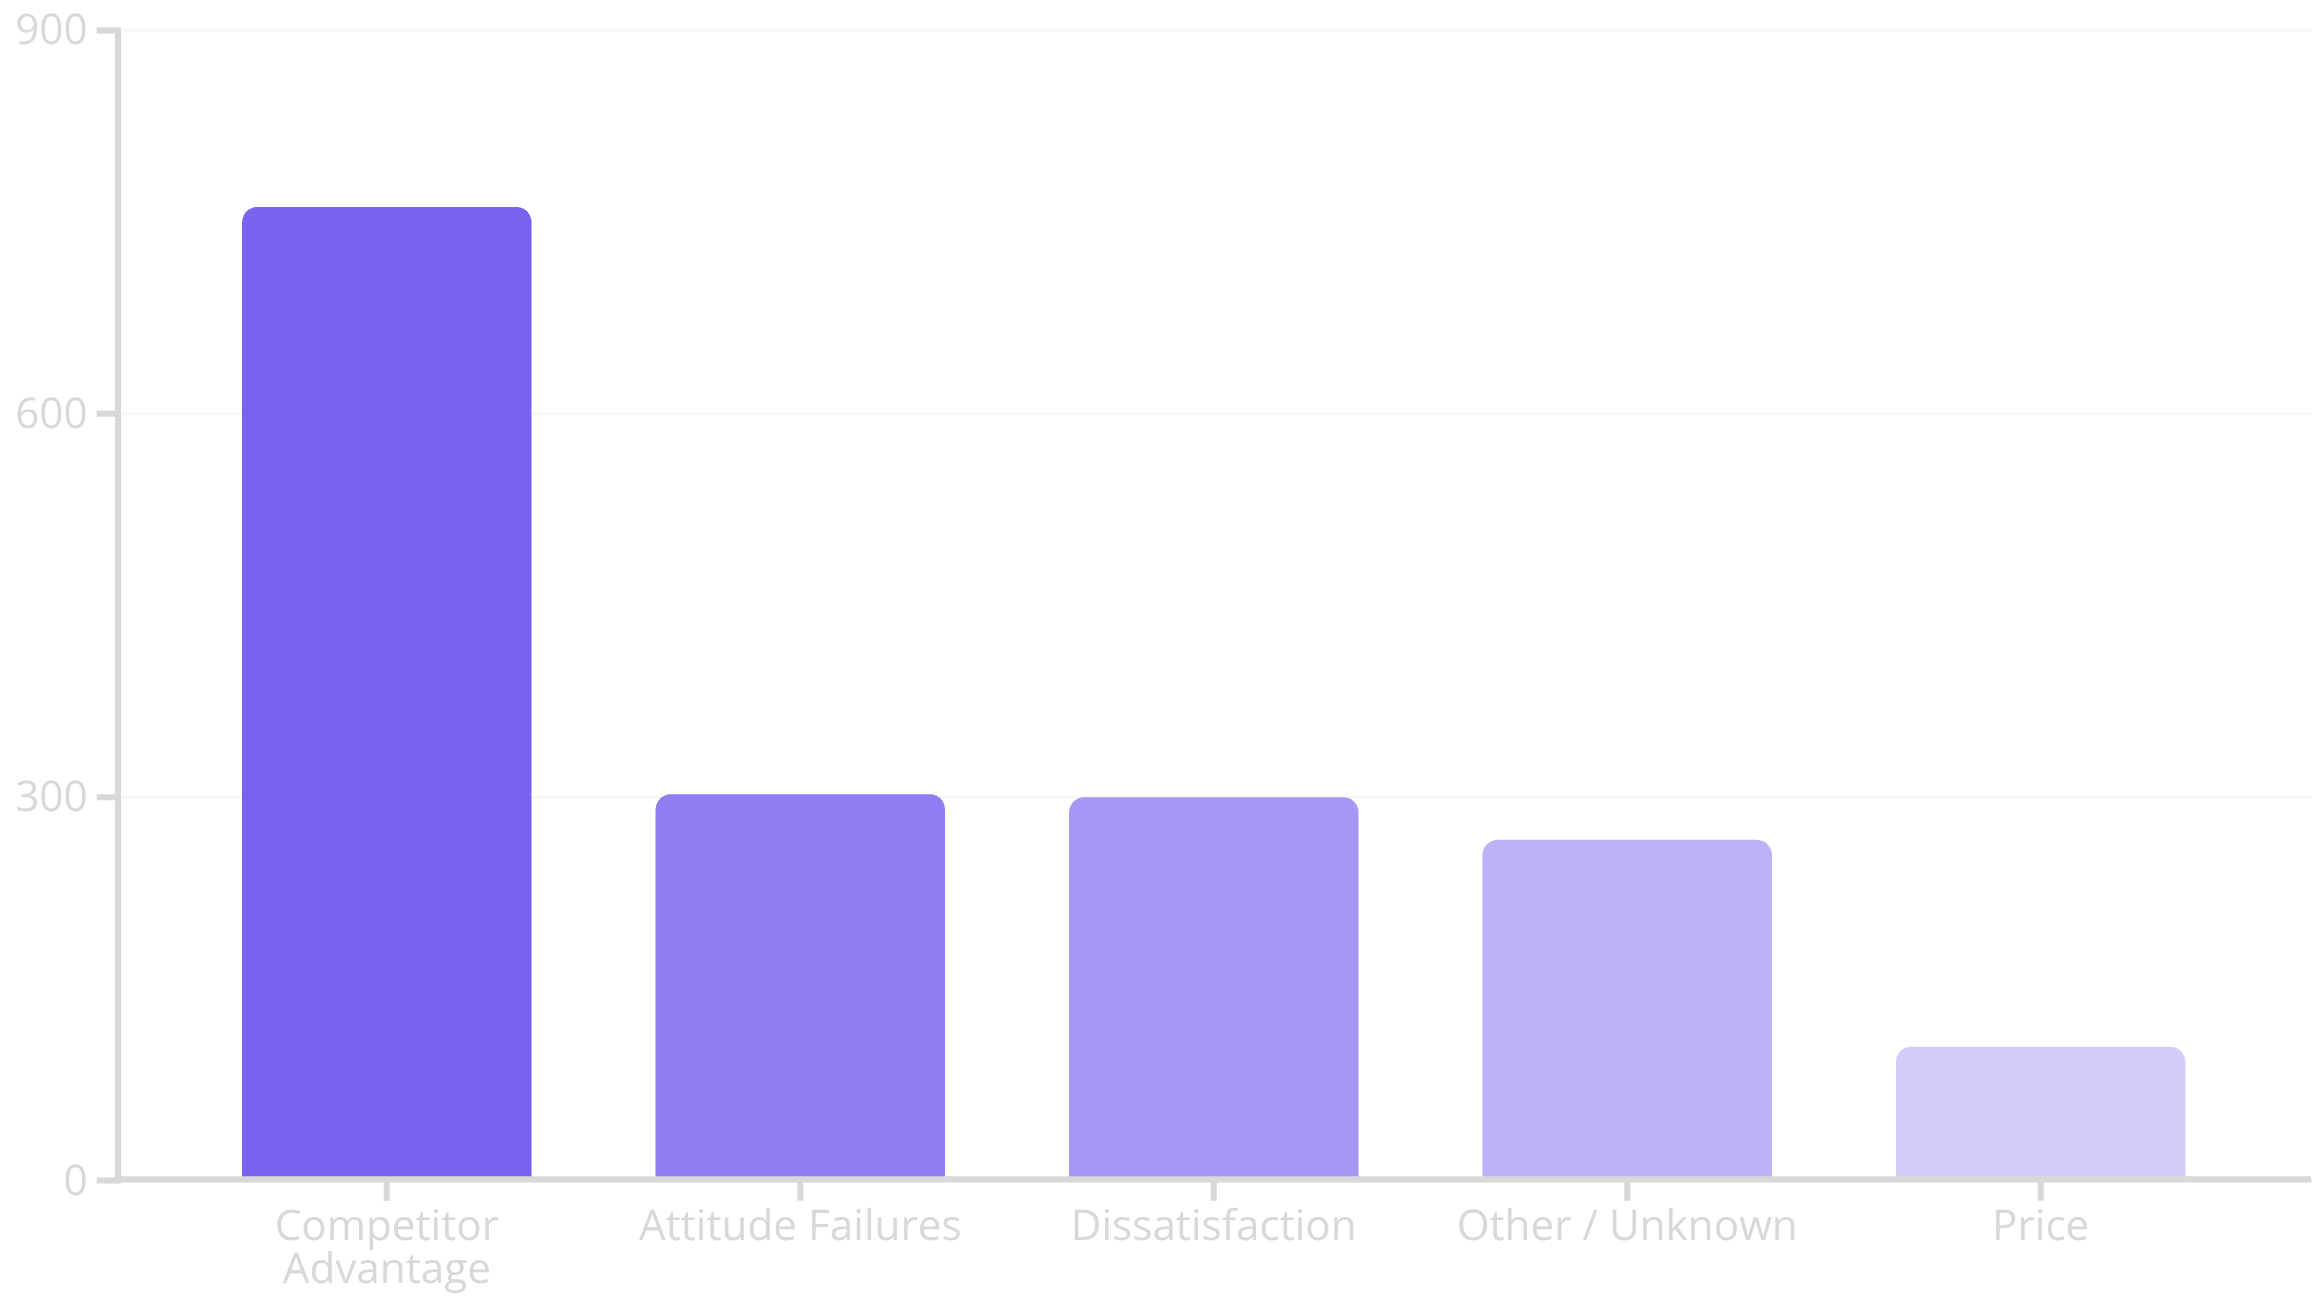 900
600
300
0
Competitor
Advantage
Attitude Failures
Dissatisfaction
Other / Unknown
Price